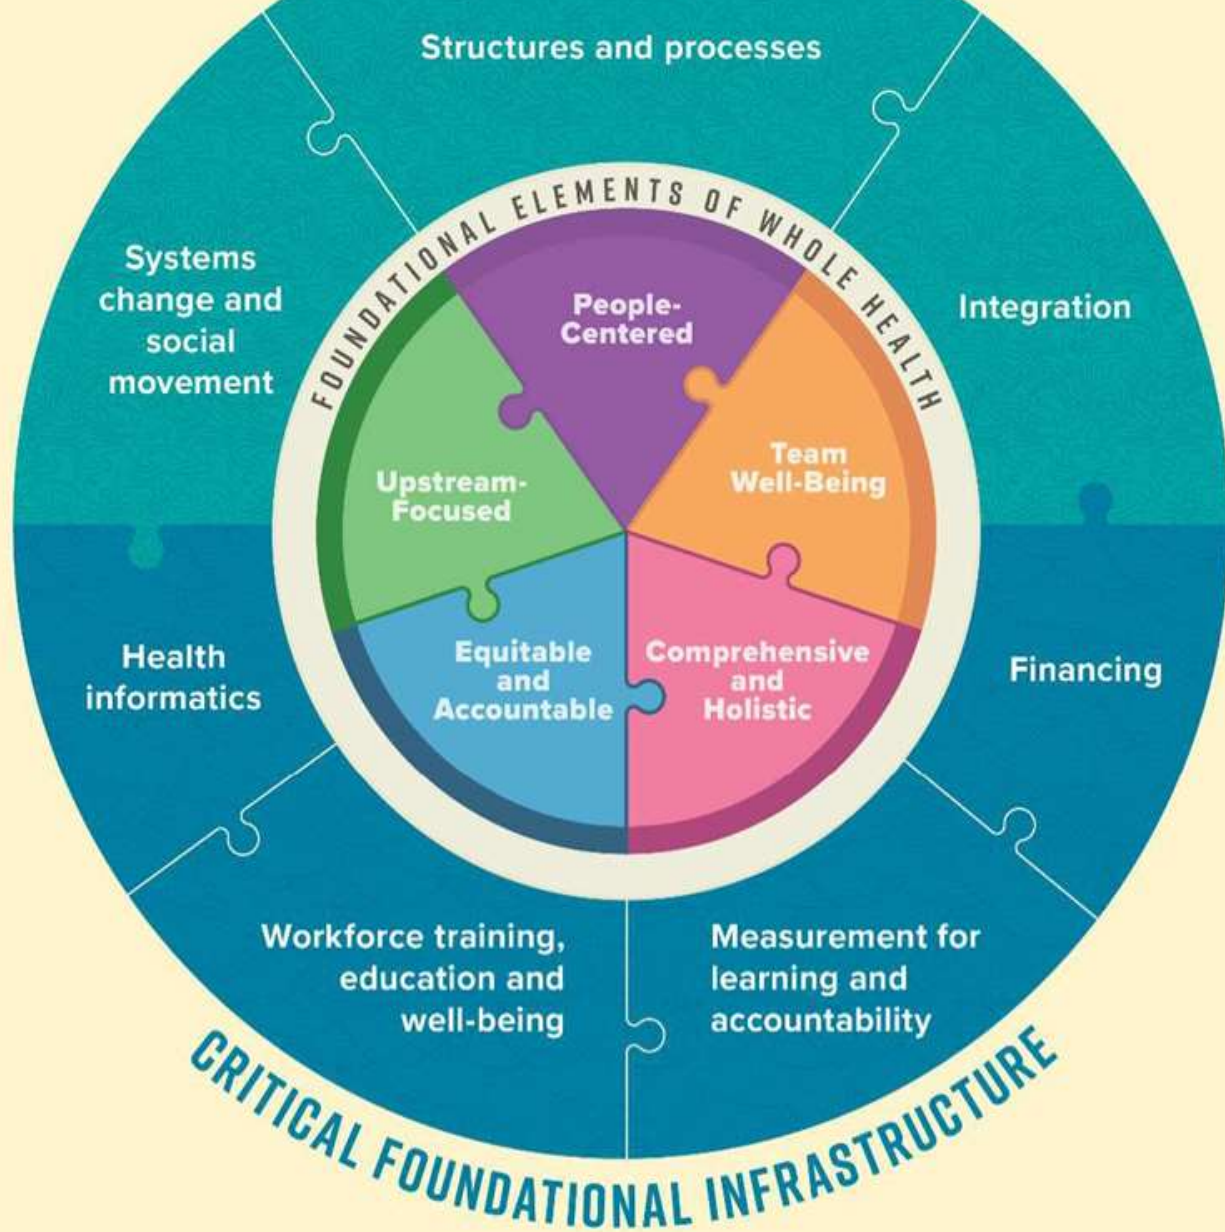 Structures and processes
FOUNDATIONAL ELEMENTS OF WHOLE HEALTH
Systems
change and
social
movement
People-
Centered
Integration
Team
Well-Being
Upstream-
Focused
Health
informatics
Equitable
and
Accountable
Comprehensive
and
Holistic
Financing
Workforce training,
education and
well-being
Measurement for
learning and
accountability
CRITICAL FOUNDATIONAL INFRASTRUCTURE